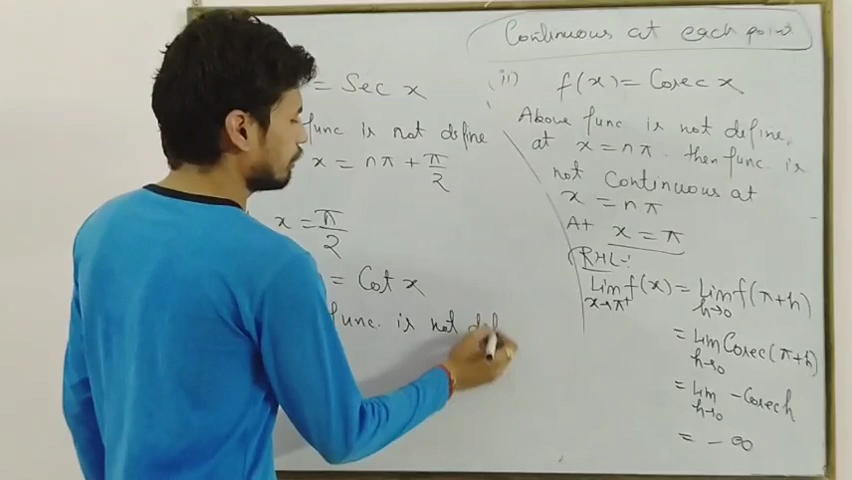 Continuous at each point
= Sec x
func is not define
x = nπ + π/2
x = π/2
= Cot x
func. is not def
(ii) f(x) = Cosec x
Above func is not define,
at x = nπ. then func. is
not Continuous at
x = nπ
At x = π
RHL:-
Lim x→π⁺ f(x) = Lim h→0 f(π+h)
= Lim h→0 Cosec(π+h)
= Lim h→0 -Cosec h
= -∞